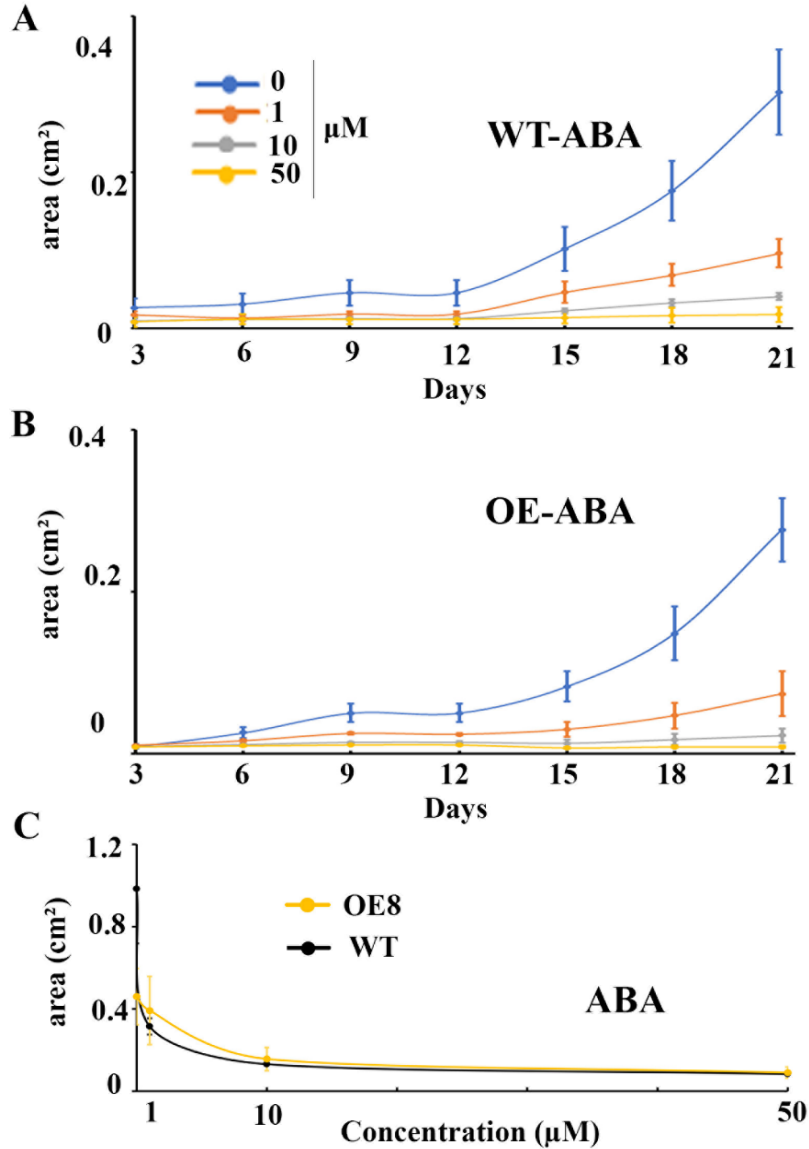 A
0.4
0.2
0
area (cm²)
0
1
10
50
µM
WT-ABA
3 6 9 12 15 18 21
Days
B
0.4
0.2
0
area (cm²)
OE-ABA
3 6 9 12 15 18 21
Days
C
1.2
0.8
0.4
0
area (cm²)
OE8
WT
ABA
1 10 50
Concentration (µM)